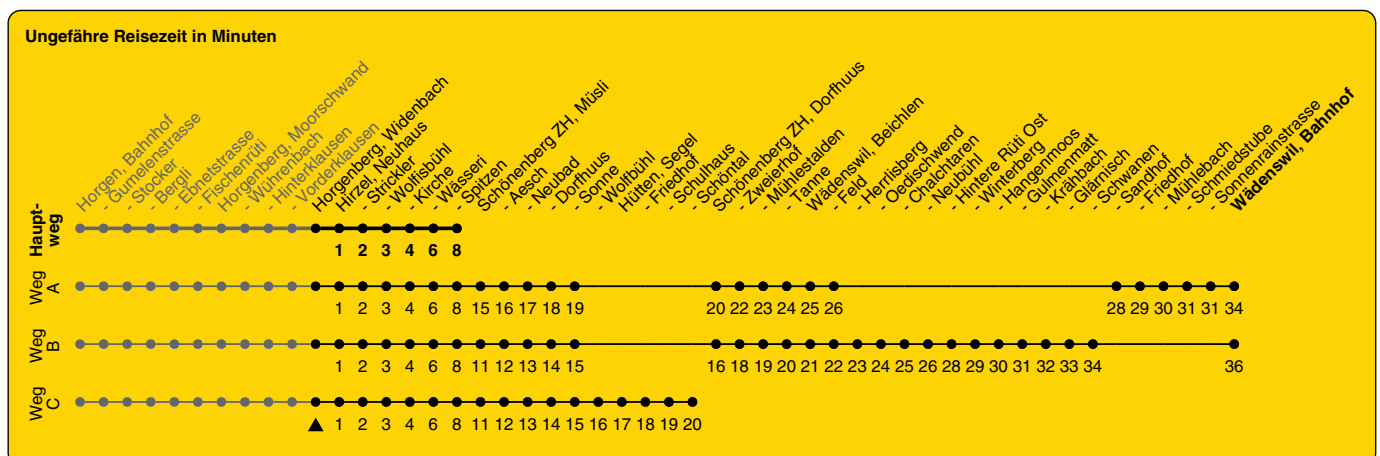 Ungefähre Reisezeit in Minuten
Horgen, Bahnhof
- Gumelenstrasse
- Stocker
- Bergli
- Ebnetstrasse
- Fischenrüti
Horgenberg, Moorschwand
- Wührenbach
- Hinterklausen
- Vorderklausen
Horgenberg, Widenbach
Hirzel, Neuhaus
- Strickler
- Wolfisbühl
- Kirche
- Wässeri
- Spitzen
Schönenberg ZH, Müsli
- Aesch
- Neubad
- Dorfhuus
- Sonne
- Wolfbühl
Hütten, Segel
- Friedhof
- Schulhaus
- Schöntal
Schönenberg ZH, Dorfhuus
- Zweierhof
- Mühlestalden
- Tanne
Wädenswil, Beichlen
- Feld
- Herrlisberg
- Oedischwend
- Chalchtaren
- Neubühl
- Hintere Rüti Ost
- Winterberg
- Hangenmoos
- Gulmenmatt
- Krähbach
- Glärnisch
- Schwanen
- Sandhof
- Friedhof
- Mühlebach
- Schmiedstube
- Sonnenrainstrasse
Wädenswil, Bahnhof
Haupt-
weg
1 2 3 4 6 8
Weg
A
1 2 3 4 6 8 15 16 17 18 19 20 22 23 24 25 26 28 29 30 31 31 34
Weg
B
1 2 3 4 6 8 11 12 13 14 15 16 18 19 20 21 22 23 24 25 26 28 29 30 31 32 33 34 36
Weg
C
1 2 3 4 6 8 11 12 13 14 15 16 17 18 19 20